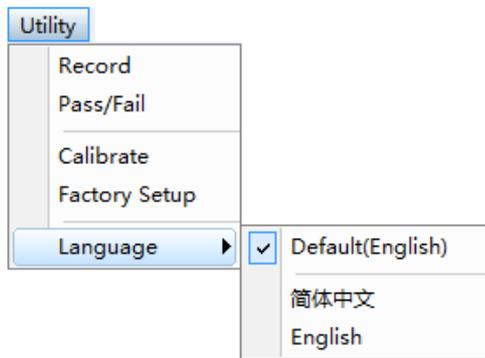 Utility
Record
Pass/Fail
Calibrate
Factory Setup
Language
Default(English)
简体中文
English